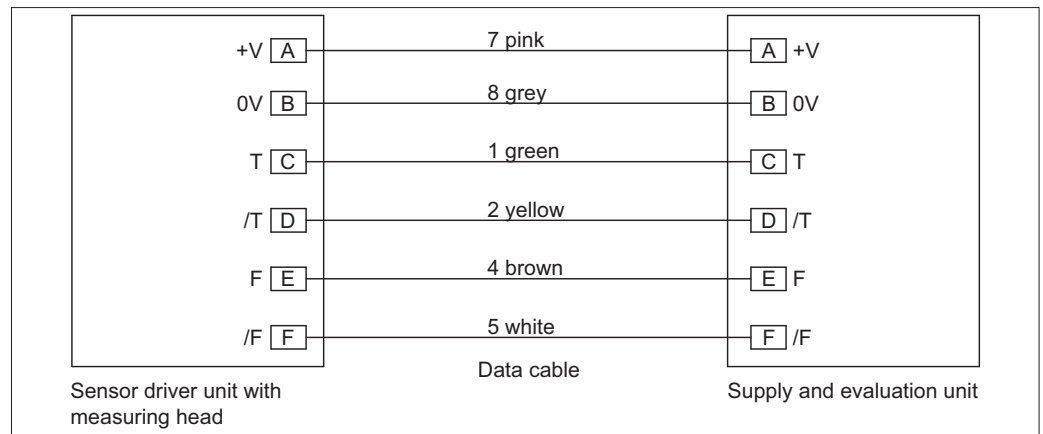 +V A 7 pink A +V
0V B 8 grey B 0V
T C 1 green C T
/T D 2 yellow D /T
F E 4 brown E F
/F F 5 white F /F
Data cable
Sensor driver unit with
measuring head
Supply and evaluation unit